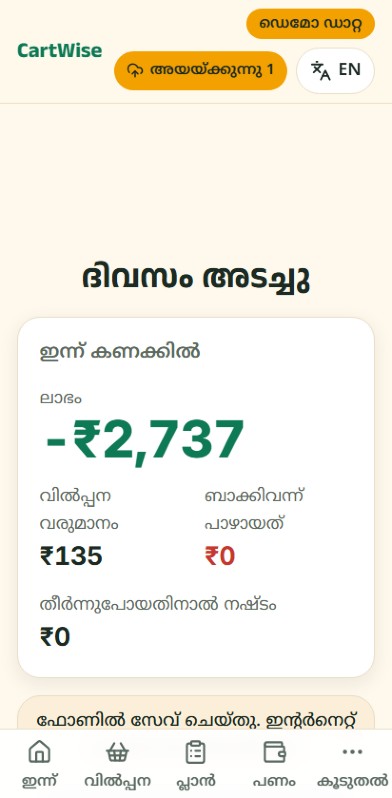 ഡെമോ ഡാറ്റ
CartWise
അയയ്ക്കുന്നു 1
EN
ദിവസം അടച്ചു
ഇന്ന് കണക്കിൽ
ലാഭം
-₹2,737
വിൽപ്പന വരുമാനം
₹135
ബാക്കിവന്ന് പാഴായത്
₹0
തീർന്നുപോയതിനാൽ നഷ്ടം
₹0
ഫോണിൽ സേവ് ചെയ്തു. ഇന്റർനെറ്റ്
ഇന്ന്
വിൽപ്പന
പ്ലാൻ
പണം
കൂടുതൽ